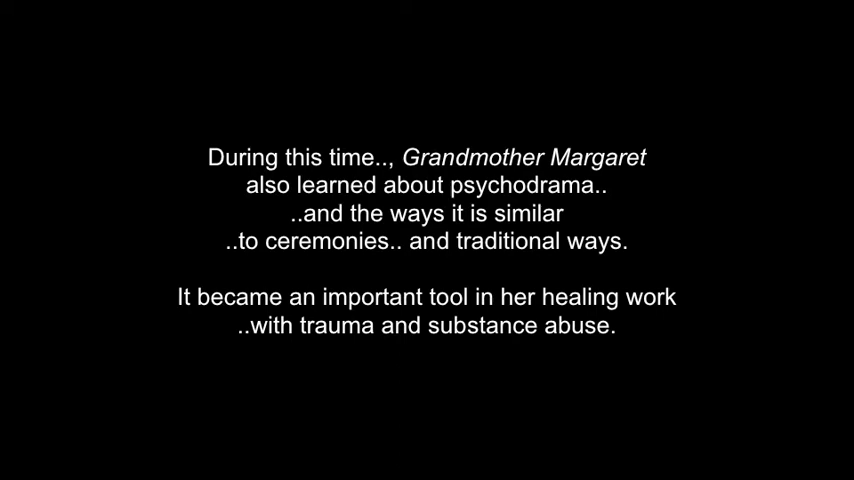 During this time.., Grandmother Margaret
also learned about psychodrama..
..and the ways it is similar
..to ceremonies.. and traditional ways.
It became an important tool in her healing work
..with trauma and substance abuse.